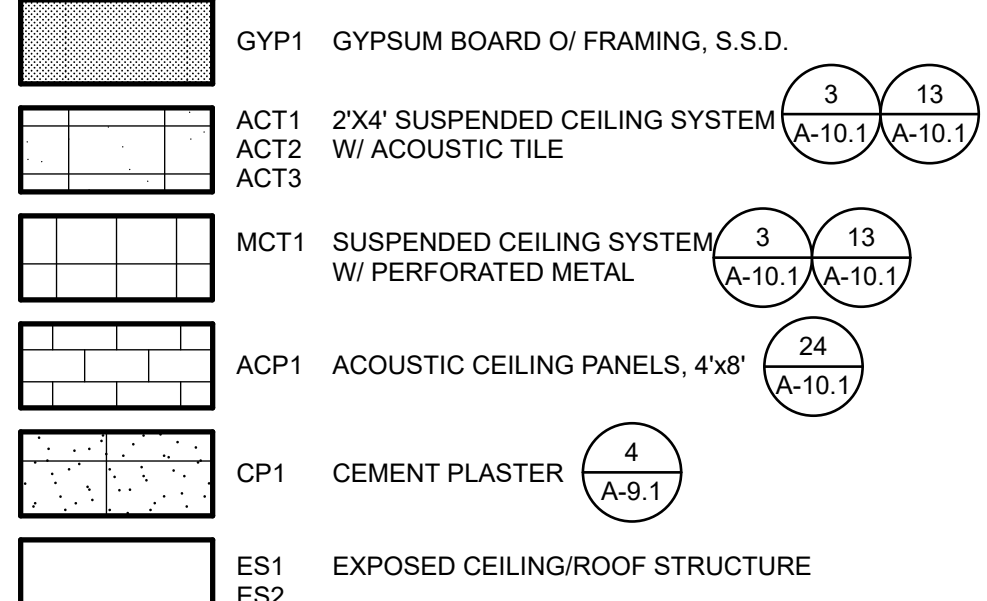 GYP1 GYPSUM BOARD O/ FRAMING, S.S.D.
ACT1 2'X4' SUSPENDED CEILING SYSTEM 3 13
ACT2 W/ ACOUSTIC TILE A-10.1 A-10.1
ACT3
MCT1 SUSPENDED CEILING SYSTEM 3 13
W/ PERFORATED METAL A-10.1 A-10.1
ACP1 ACOUSTIC CEILING PANELS, 4'x8' 24
A-10.1
CP1 CEMENT PLASTER 4
A-9.1
ES1 EXPOSED CEILING/ROOF STRUCTURE
ES2